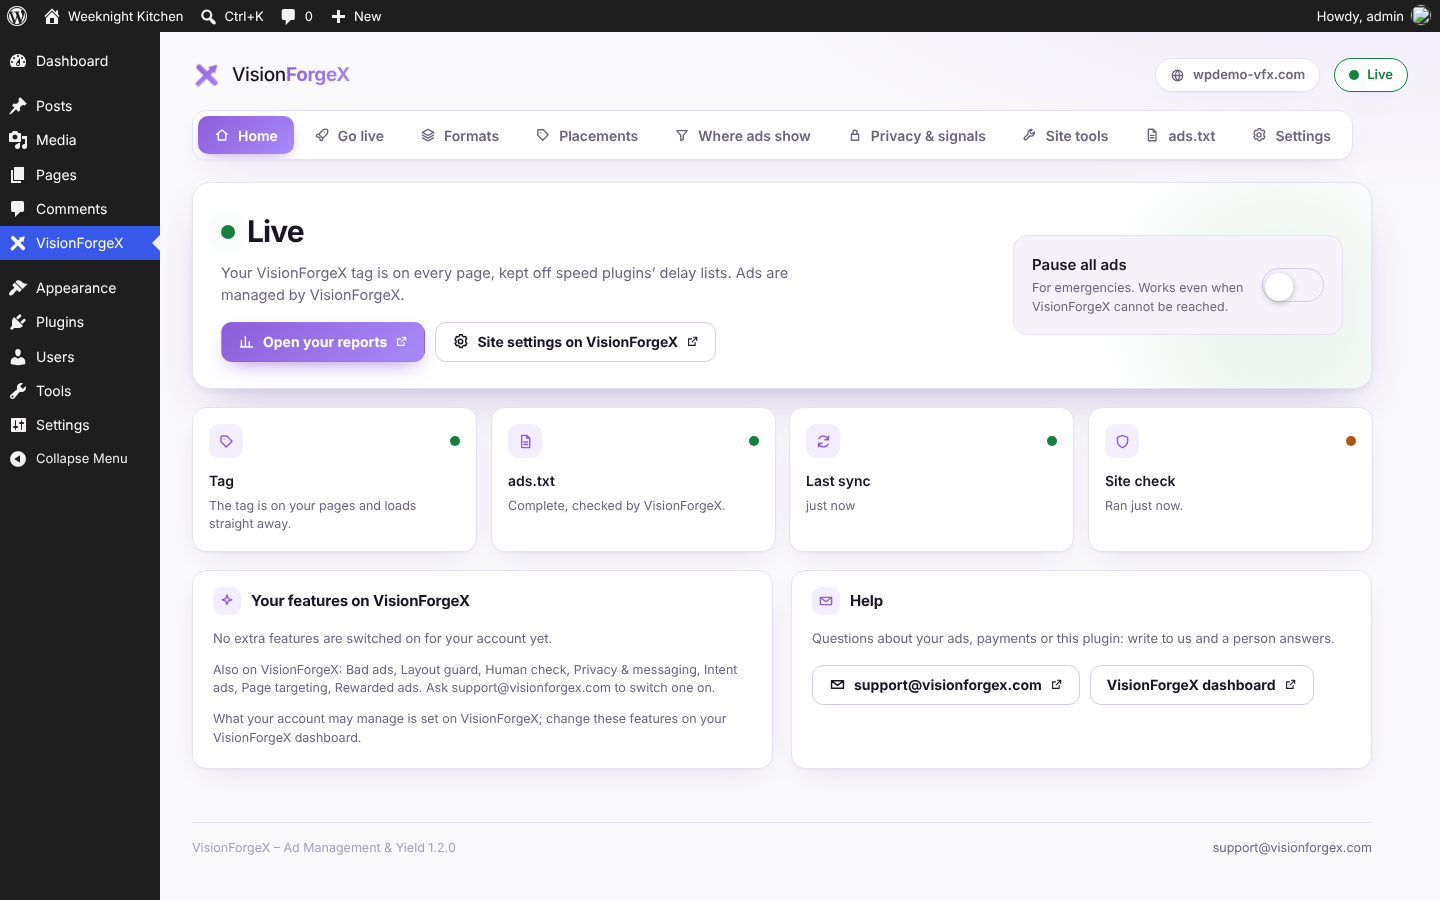 Weeknight Kitchen
Ctrl+K
0
New
Howdy, admin
Dashboard
Posts
Media
Pages
Comments
VisionForgeX
Appearance
Plugins
Users
Tools
Settings
Collapse Menu
VisionForgeX
wpdemo-vfx.com
Live
Home
Go live
Formats
Placements
Where ads show
Privacy & signals
Site tools
ads.txt
Settings
Live
Your VisionForgeX tag is on every page, kept off speed plugins’ delay lists. Ads are
managed by VisionForgeX.
Open your reports
Site settings on VisionForgeX
Pause all ads
For emergencies. Works even when
VisionForgeX cannot be reached.
Tag
The tag is on your pages and loads
straight away.
ads.txt
Complete, checked by VisionForgeX.
Last sync
just now
Site check
Ran just now.
Your features on VisionForgeX
No extra features are switched on for your account yet.
Also on VisionForgeX: Bad ads, Layout guard, Human check, Privacy & messaging, Intent
ads, Page targeting, Rewarded ads. Ask support@visionforgex.com to switch one on.
What your account may manage is set on VisionForgeX; change these features on your
VisionForgeX dashboard.
Help
Questions about your ads, payments or this plugin: write to us and a person answers.
support@visionforgex.com
VisionForgeX dashboard
VisionForgeX – Ad Management & Yield 1.2.0
support@visionforgex.com